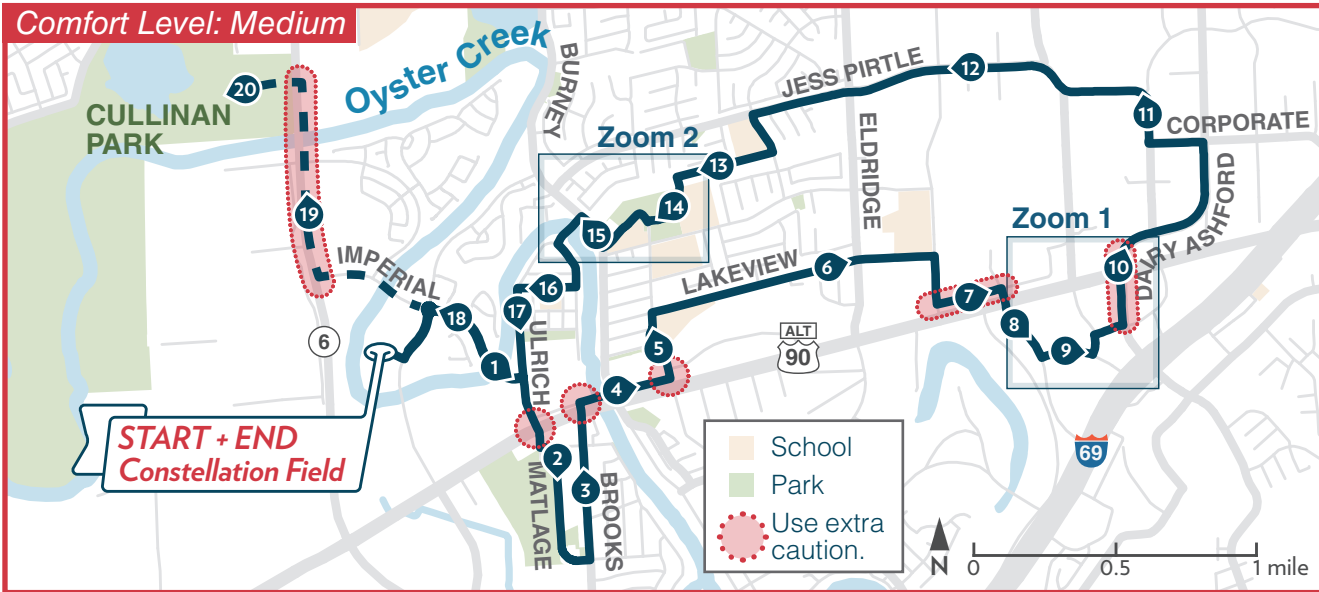 Comfort Level: Medium
Oyster Creek
BURNEY
JESS PIRTLE
12
20
CULLINAN
PARK
Zoom 2
ELDRIDGE
11
CORPORATE
13
19
14
15
DAIRY ASHFORD
Zoom 1
IMPERIAL
LAKEVIEW
6
10
16
7
17
18
ULRICH
8
6
5
ALT
90
9
1
4
START + END
Constellation Field
2
3
MATLAGE
BROOKS
69
School
Park
Use extra
caution.
N
0
0.5
1 mile